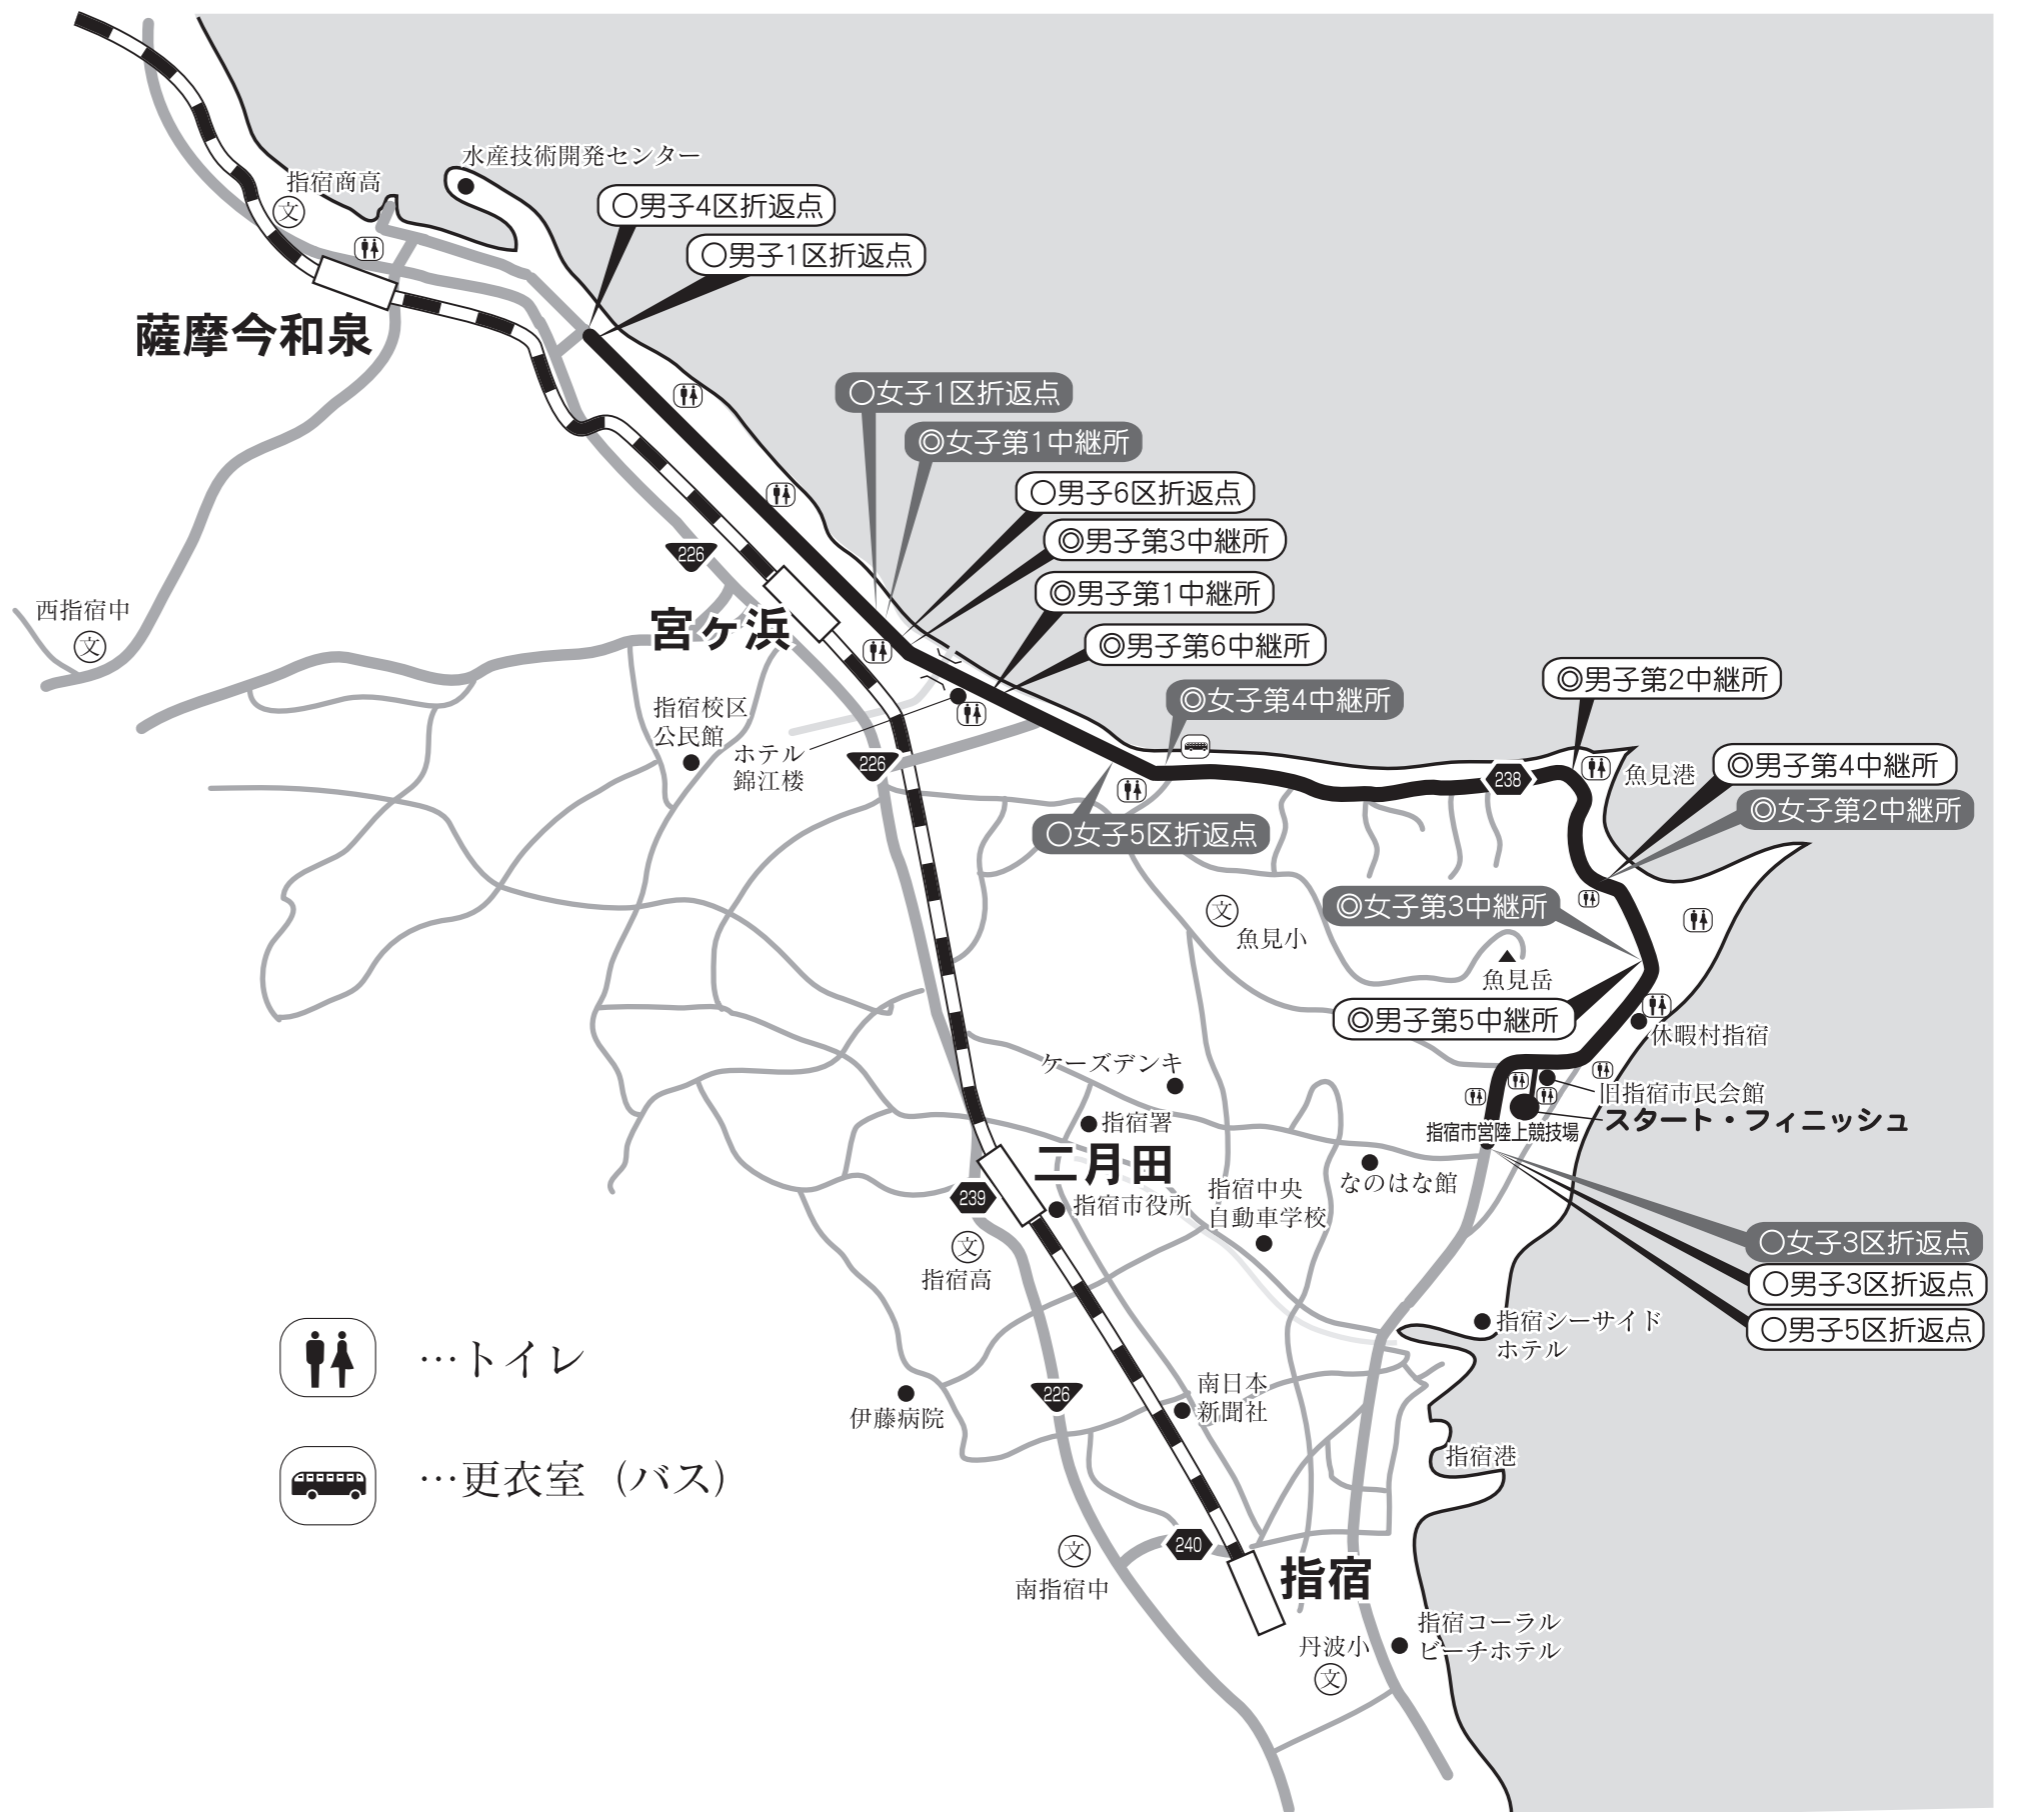 水産技術開発センター
指宿商高
文
〇男子4区折返点
〇男子1区折返点
薩摩今和泉
〇女子1区折返点
◎女子第1中継所
〇男子6区折返点
◎男子第3中継所
226
◎男子第1中継所
西指宿中
文
宮ヶ浜
◎男子第6中継所
◎男子第2中継所
◎女子第4中継所
指宿校区
公民館
ホテル
錦江楼
226
238
魚見港
◎男子第4中継所
◎女子第2中継所
〇女子5区折返点
◎女子第3中継所
文
魚見小
魚見岳
◎男子第5中継所
休暇村指宿
ケーズデンキ
旧指宿市民会館
スタート・フィニッシュ
指宿市営陸上競技場
指宿署
二月田
なのはな館
239
指宿市役所
指宿中央
自動車学校
文
指宿高
〇女子3区折返点
〇男子3区折返点
〇男子5区折返点
指宿シーサイド
ホテル
…トイレ
226
南日本
新聞社
伊藤病院
指宿港
…更衣室（バス）
240
文
南指宿中
指宿
指宿コーラル
ビーチホテル
丹波小
文